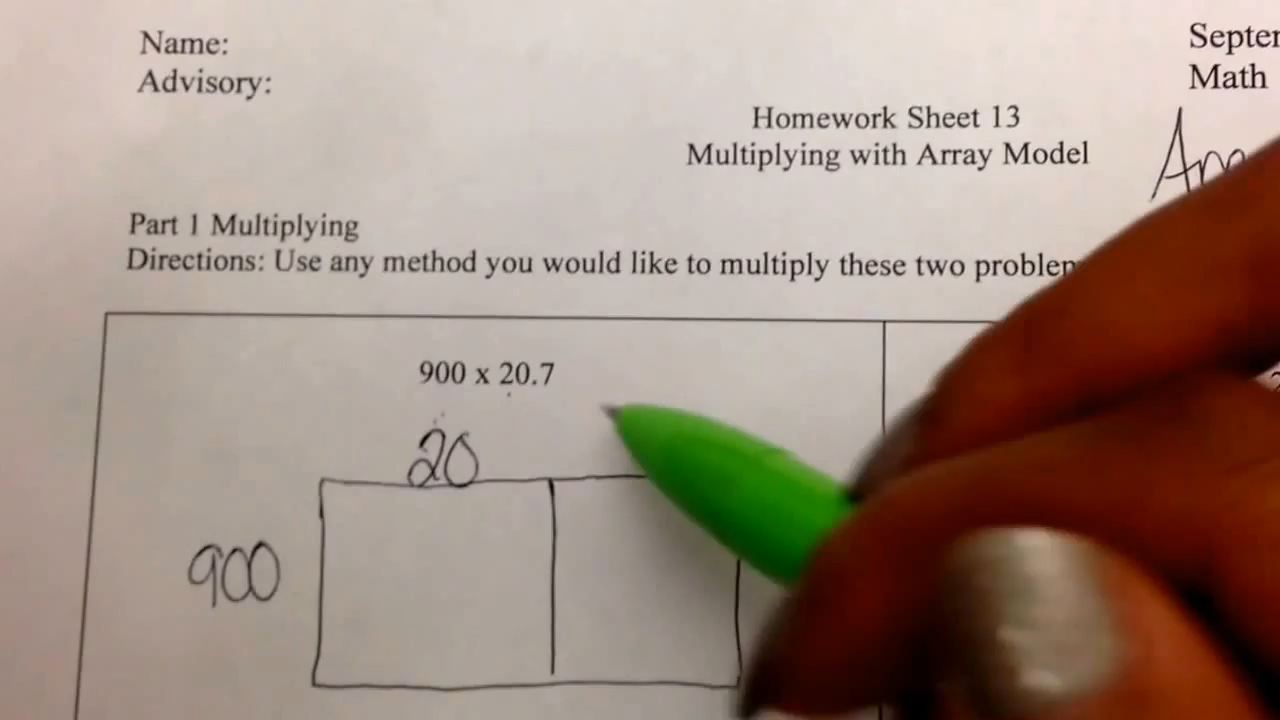 Name:
Advisory:
Math
Homework Sheet 13
Multiplying with Array Model
Part 1 Multiplying
Directions: Use any method you would like to multiply these two
900 x 20.7
20
900